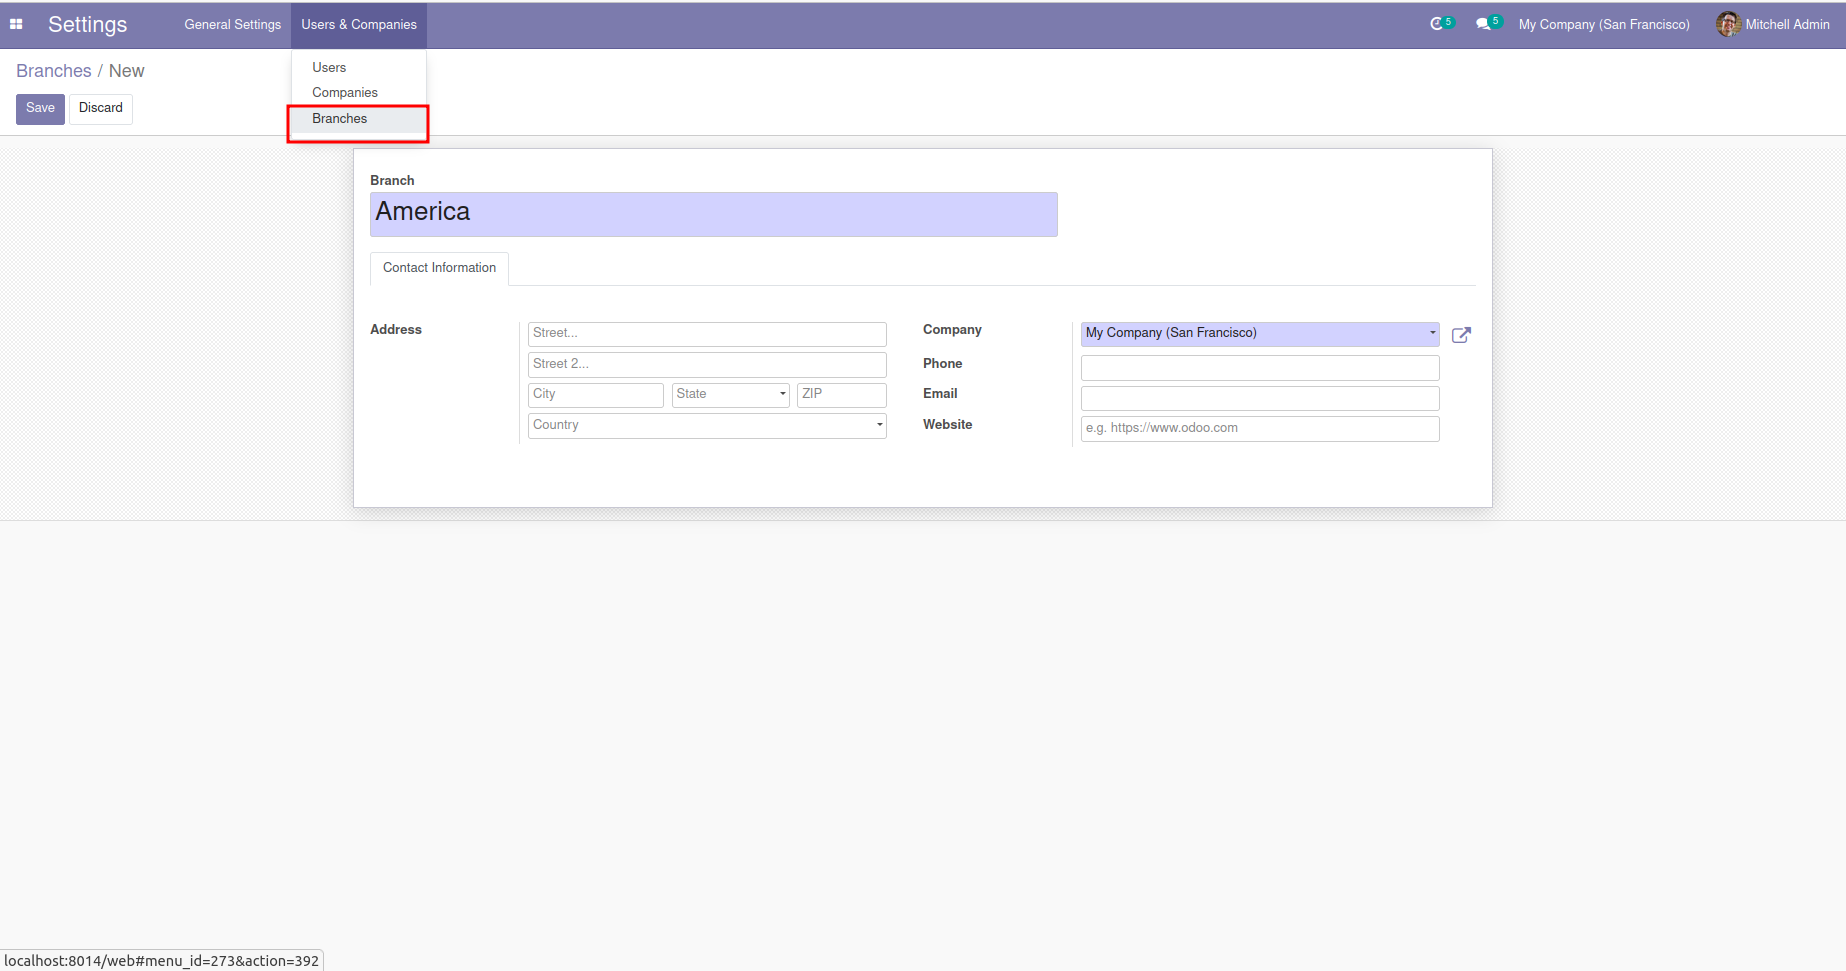 Settings General Settings Users & Companies 5 5 My Company (San Francisco) Mitchell Admin
Branches / New
Save Discard
Users
Companies
Branches
Branch
America
Contact Information
Address Street... Company My Company (San Francisco)
Street 2... Phone
City State ZIP Email
Country Website e.g. https://www.odoo.com
localhost:8014/web#menu_id=273&action=392